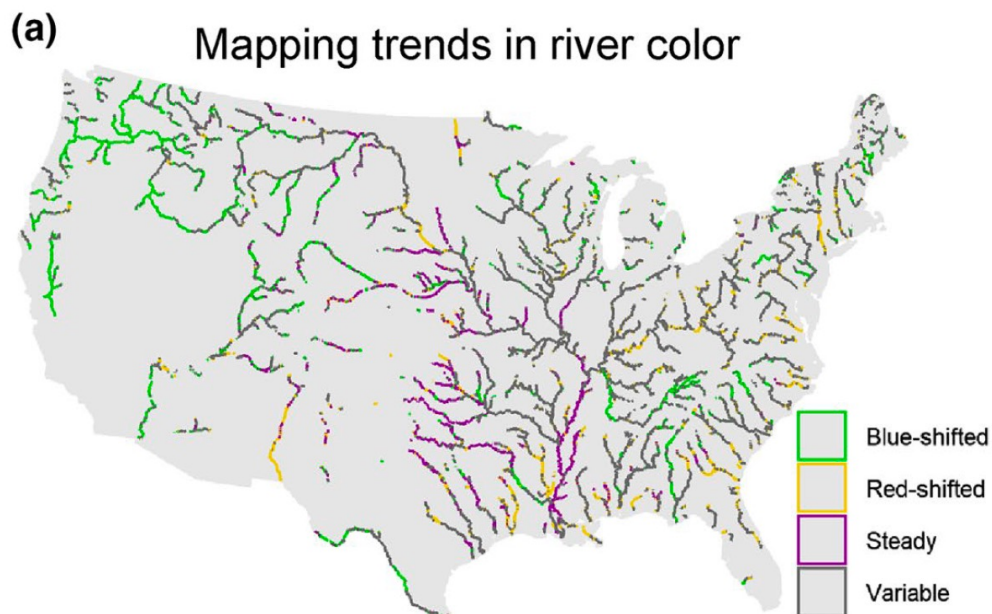 (a)
Mapping trends in river color
Blue-shifted
Red-shifted
Steady
Variable